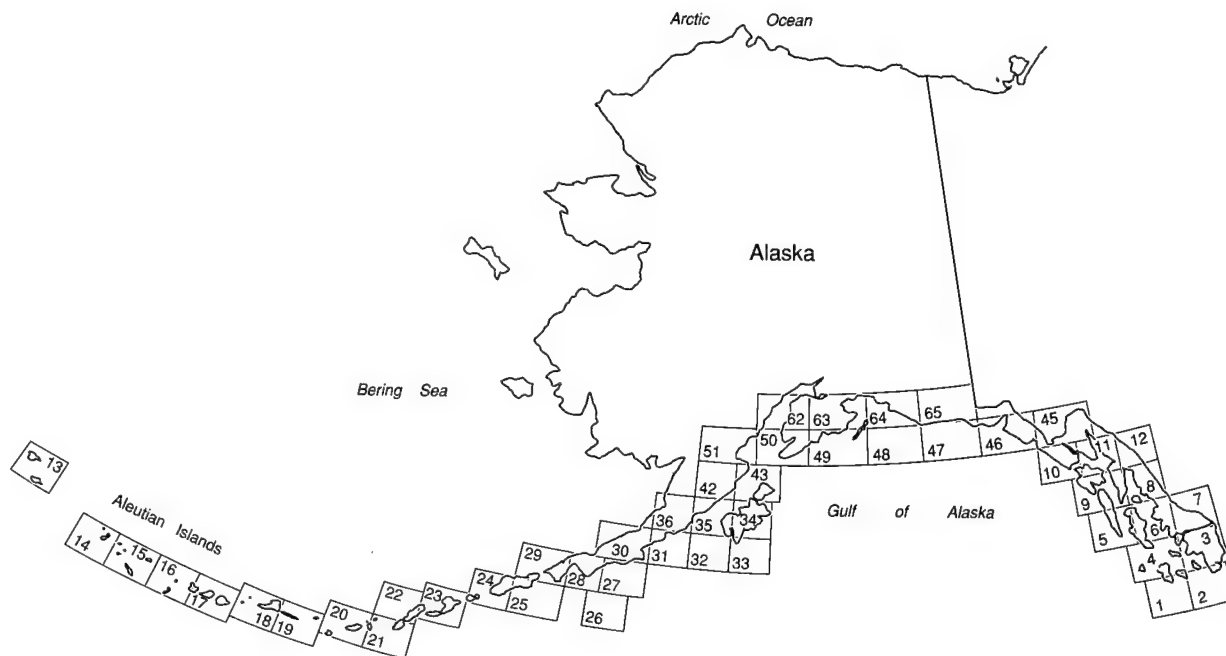 Arctic Ocean
Alaska
Bering Sea
62 63 64 65
50 49 48 47 46 45
51
42 43
10 11 12
13
Aleutian Islands
Gulf of Alaska
9 8 7
36 35 34
5 6
14 15 16 17
30 31 32 33
4 3
29 28 27
24 25
26
22 23
18 19 20 21
1 2